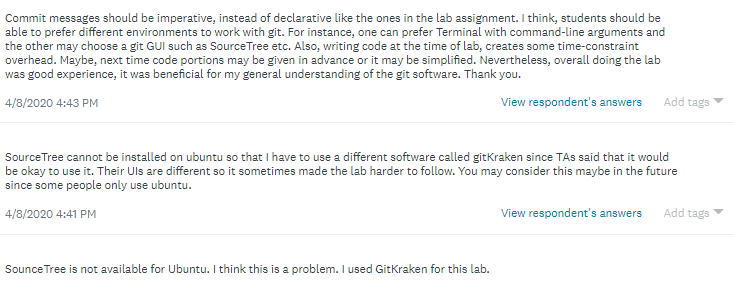 Commit messages should be imperative, instead of declarative like the ones in the lab assignment. I think, students should be
able to prefer different environments to work with git. For instance, one can prefer Terminal with command-line arguments and
the other may choose a git GUI such as SourceTree etc. Also, writing code at the time of lab, creates some time-constraint
overhead. Maybe, next time code portions may be given in advance or it may be simplified. Nevertheless, overall doing the lab
was good experience, it was beneficial for my general understanding of the git software. Thank you.
4/8/2020 4:43 PM View respondent's answers Add tags
SourceTree cannot be installed on ubuntu so that I have to use a different software called gitKraken since TAs said that it would
be okay to use it. Their UIs are different so it sometimes made the lab harder to follow. You may consider this maybe in the future
since some people only use ubuntu.
4/8/2020 4:41 PM View respondent's answers Add tags
SounceTree is not available for Ubuntu. I think this is a problem. I used GitKraken for this lab.